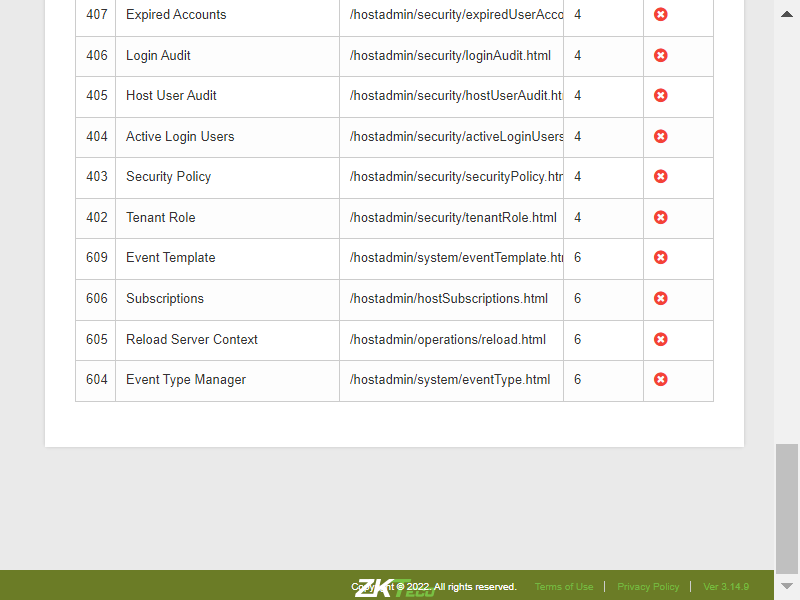 407 Expired Accounts /hostadmin/security/expiredUserAcco 4
406 Login Audit /hostadmin/security/loginAudit.html 4
405 Host User Audit /hostadmin/security/hostUserAudit.ht 4
404 Active Login Users /hostadmin/security/activeLoginUsers 4
403 Security Policy /hostadmin/security/securityPolicy.htm 4
402 Tenant Role /hostadmin/security/tenantRole.html 4
609 Event Template /hostadmin/system/eventTemplate.htm 6
606 Subscriptions /hostadmin/hostSubscriptions.html 6
605 Reload Server Context /hostadmin/operations/reload.html 6
604 Event Type Manager /hostadmin/system/eventType.html 6
ZKTECO
Copyright © 2022. All rights reserved. Terms of Use | Privacy Policy | Ver 3.14.9